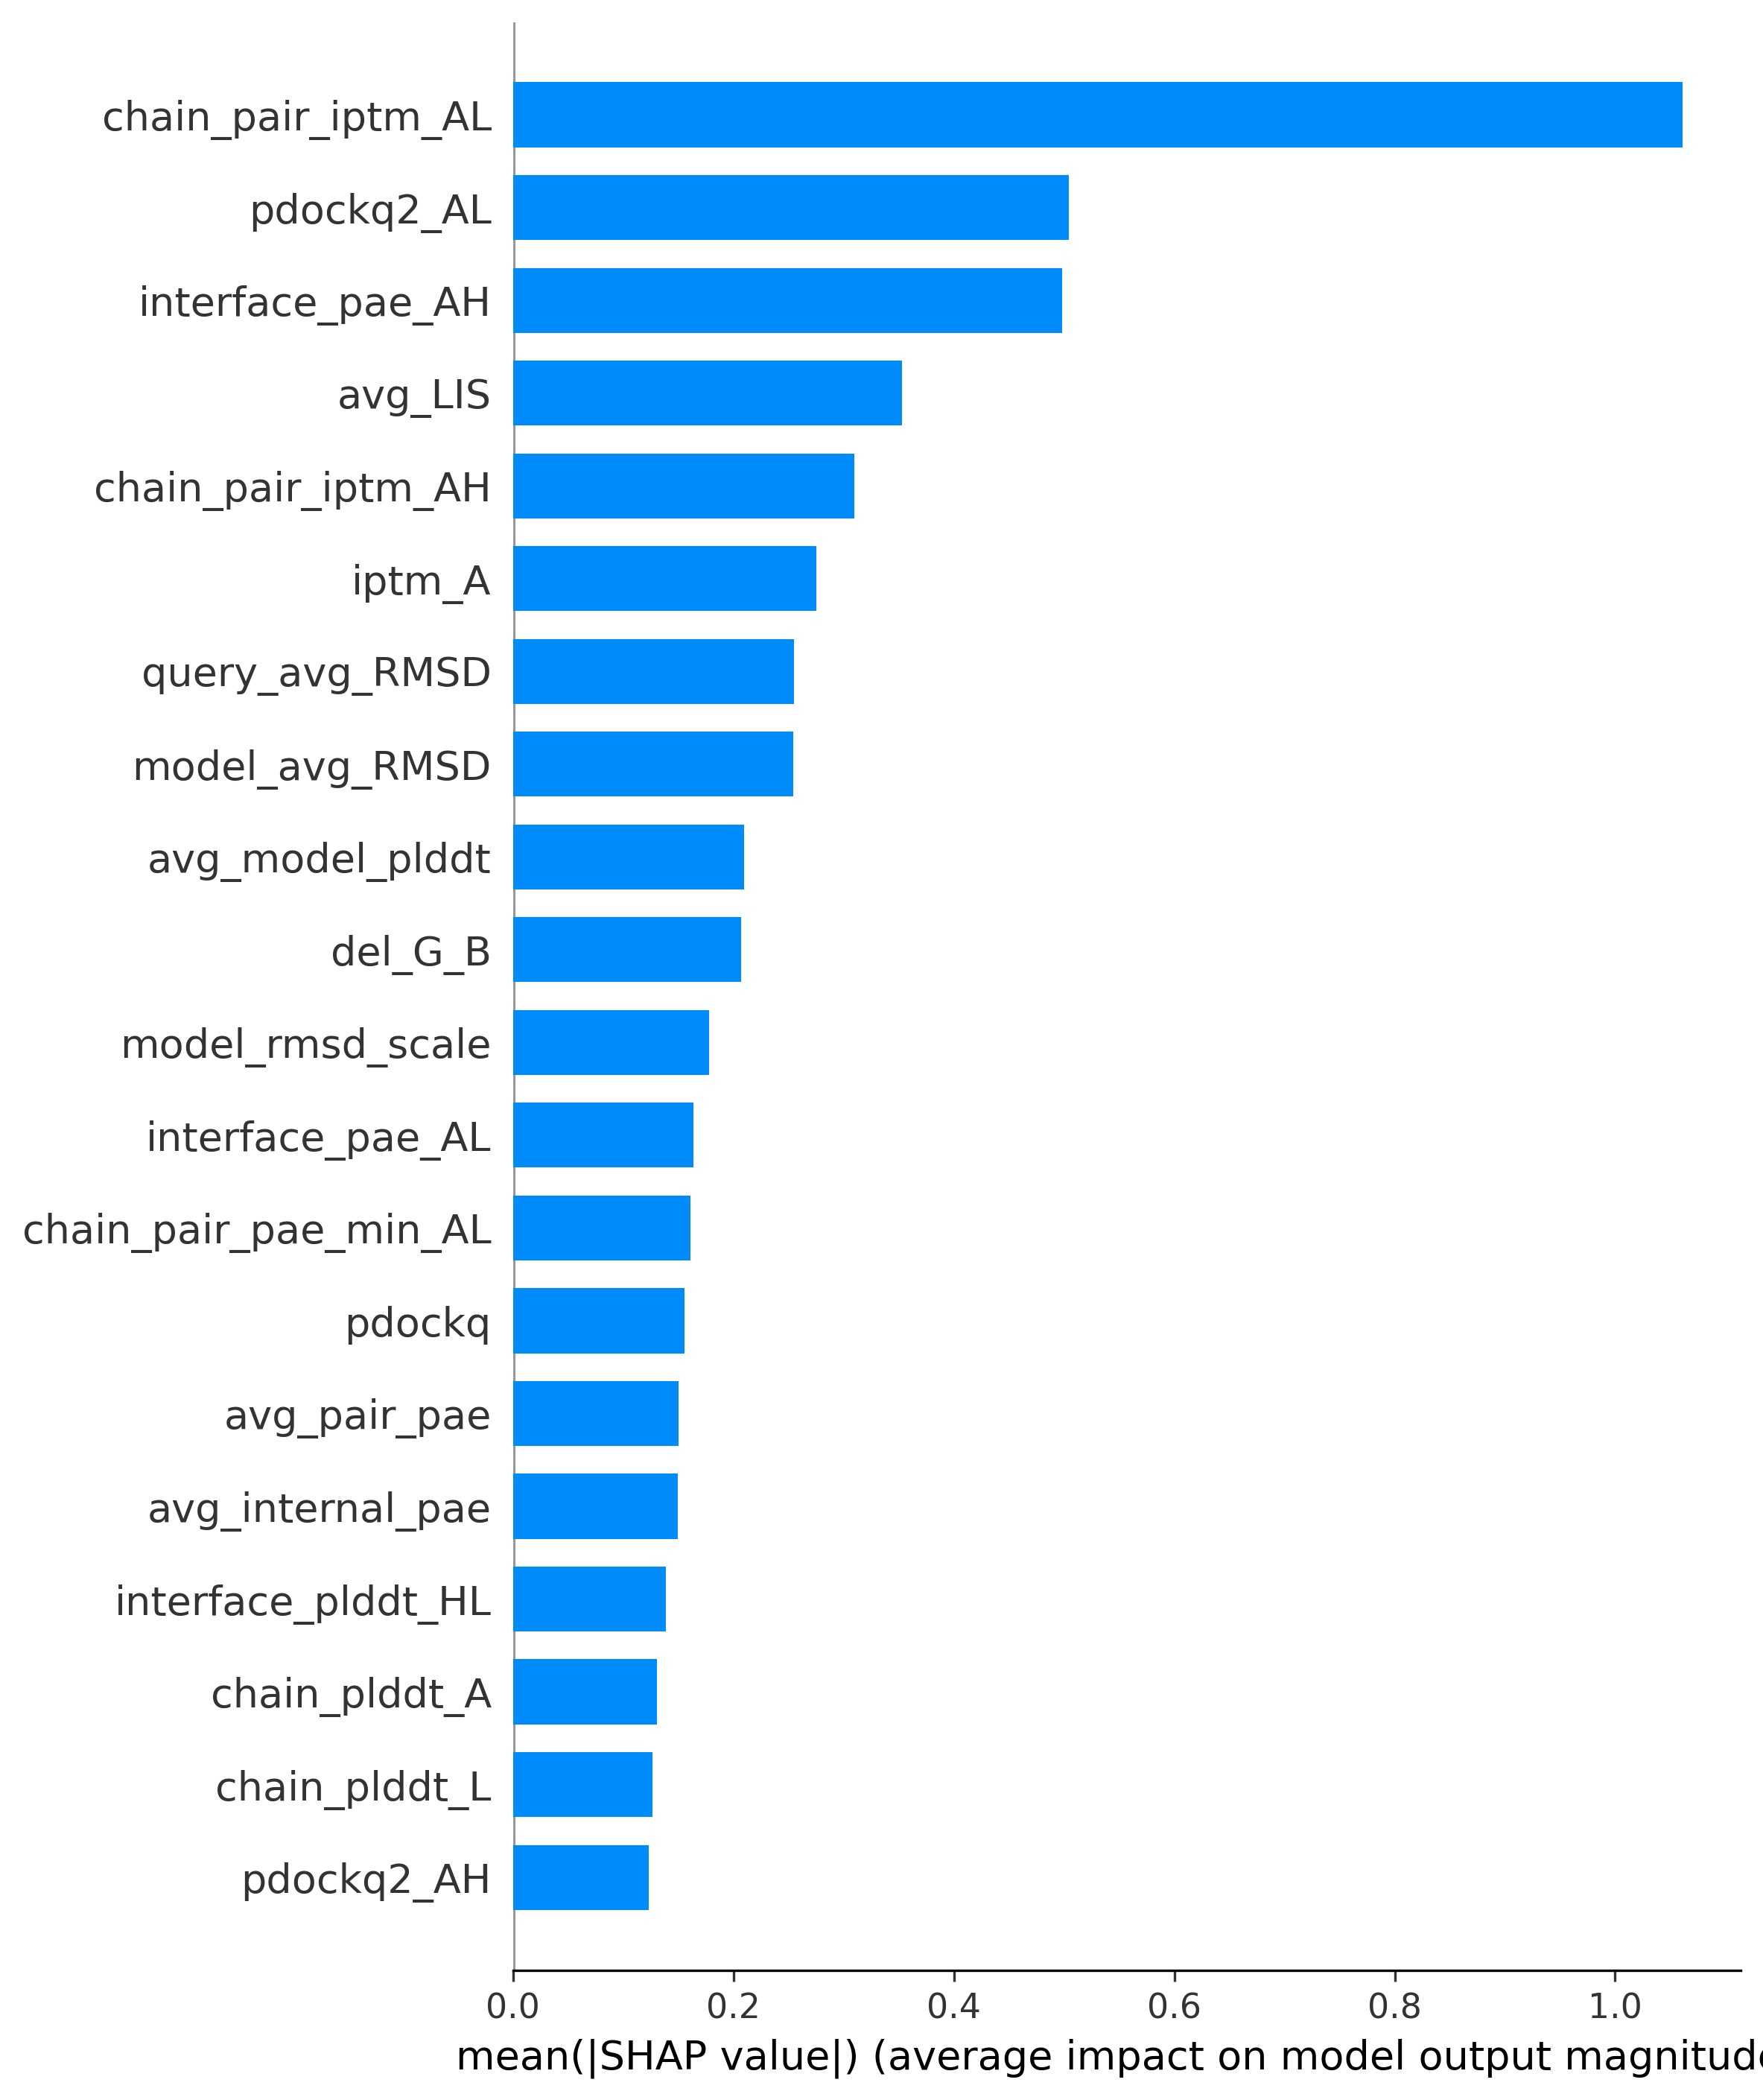 chain_pair_iptm_AL
pdockq2_AL
interface_pae_AH
avg_LIS
chain_pair_iptm_AH
iptm_A
query_avg_RMSD
model_avg_RMSD
avg_model_plddt
del_G_B
model_rmsd_scale
interface_pae_AL
chain_pair_pae_min_AL
pdockq
avg_pair_pae
avg_internal_pae
interface_plddt_HL
chain_plddt_A
chain_plddt_L
pdockq2_AH
0.0 0.2 0.4 0.6 0.8 1.0
mean(|SHAP value|) (average impact on model output magnitude